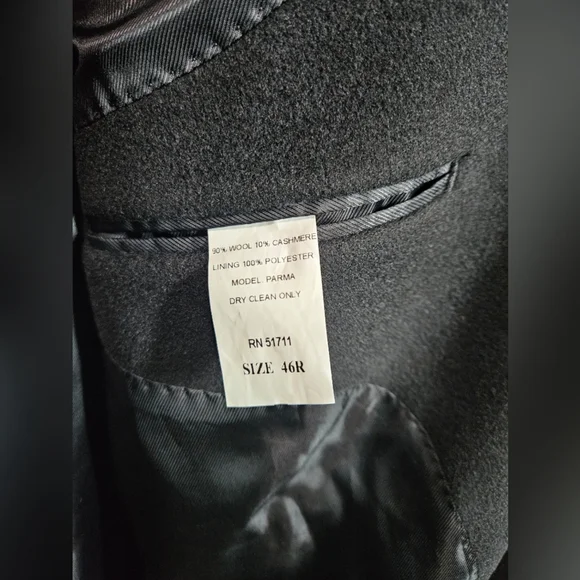 90% WOOL 10% CASHMERE
LINING 100% POLYESTER
MODEL: PARMA
DRY CLEAN ONLY
RN 51711
SIZE 46R